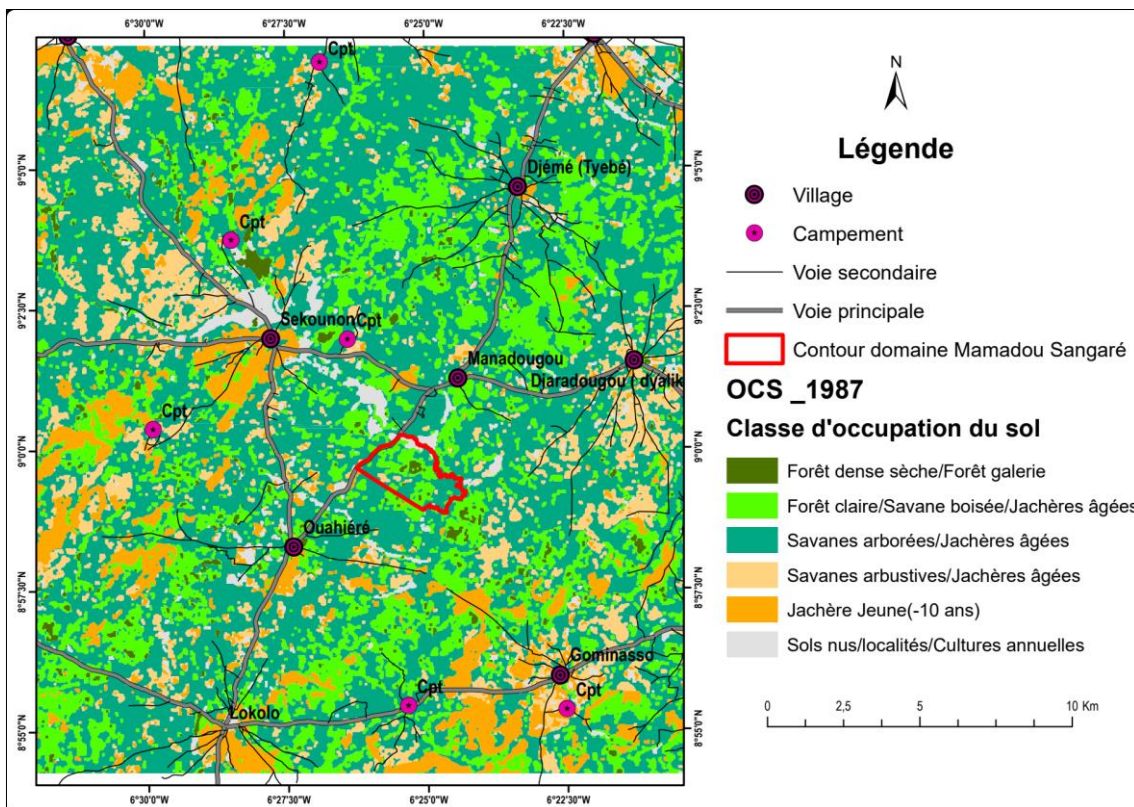 6°30'0"W
6°27'30"W
6°25'0"W
6°22'30"W
9°5'0"N
9°2'30"N
9°0'0"N
8°57'30"N
8°55'0"N
Cpt
Djémé (Tyebé)
Cpt
Sekounon
Cpt
Manadougou
Diaradougou ( dyalik
Cpt
Ouahiéré
Gominasso
Cpt
Cpt
Lokolo
9°5'0"N
9°2'30"N
9°0'0"N
8°57'30"N
8°55'0"N
6°30'0"W
6°27'30"W
6°25'0"W
6°22'30"W
N
Légende
Village
Campement
Voie secondaire
Voie principale
Contour domaine Mamadou Sangaré
OCS _1987
Classe d'occupation du sol
Forêt dense sèche/Forêt galerie
Forêt claire/Savane boisée/Jachères âgées
Savanes arborées/Jachères âgées
Savanes arbustives/Jachères âgées
Jachère Jeune(-10 ans)
Sols nus/localités/Cultures annuelles
0 2,5 5 10 Km